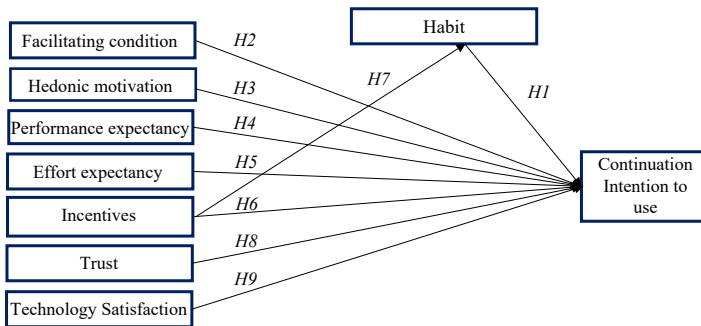 Habit
Facilitating condition
H2
H7
Hedonic motivation
H3
H1
Performance expectancy
H4
Effort expectancy
H5
Continuation
Intention to
use
Incentives
H6
Trust
H8
Technology Satisfaction
H9